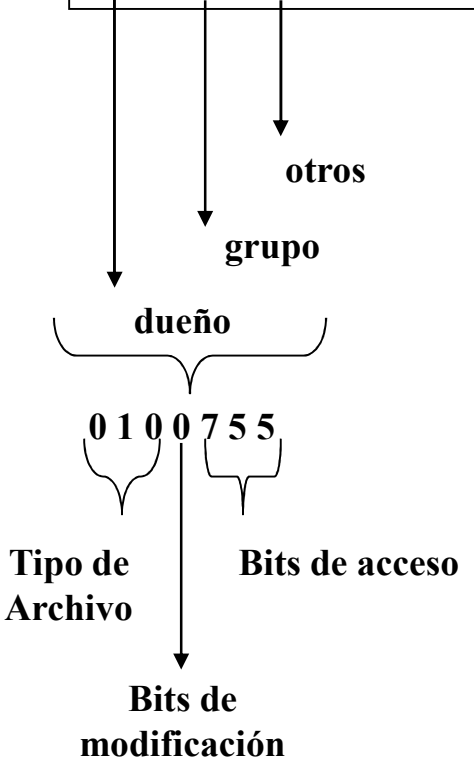 otros
grupo
dueño
0 1 0 0 7 5 5
Tipo de
Archivo
Bits de acceso
Bits de
modificación